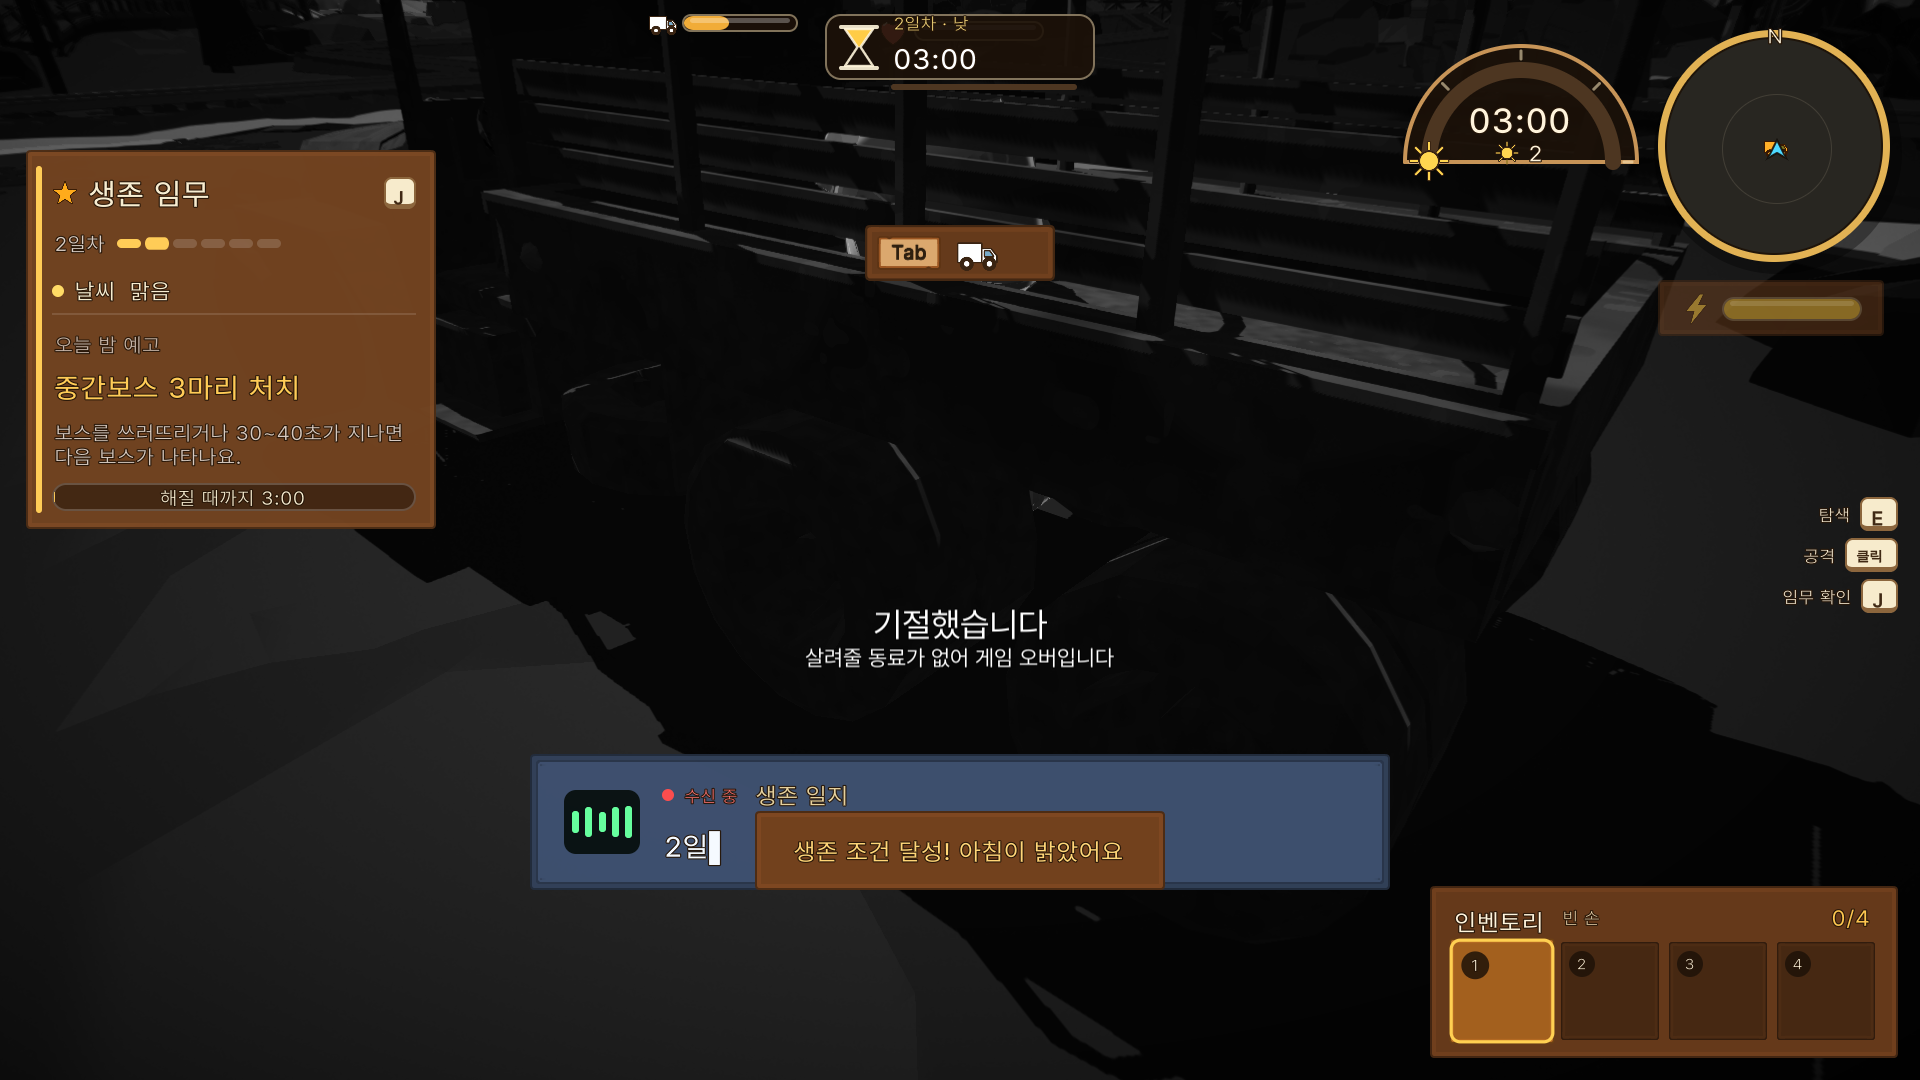 2일차 · 낮
03:00
N
03:00
2
생존 임무
J
2일차
Tab
날씨 맑음
오늘 밤 예고
중간보스 3마리 처치
보스를 쓰러뜨리거나 30~40초가 지나면
다음 보스가 나타나요.
해질 때까지 3:00
탐색 E
공격 클릭
임무 확인 J
기절했습니다
살려줄 동료가 없어 게임 오버입니다
수신 중 생존 일지
2일
생존 조건 달성! 아침이 밝았어요
인벤토리 빈 손 0/4
1 2 3 4